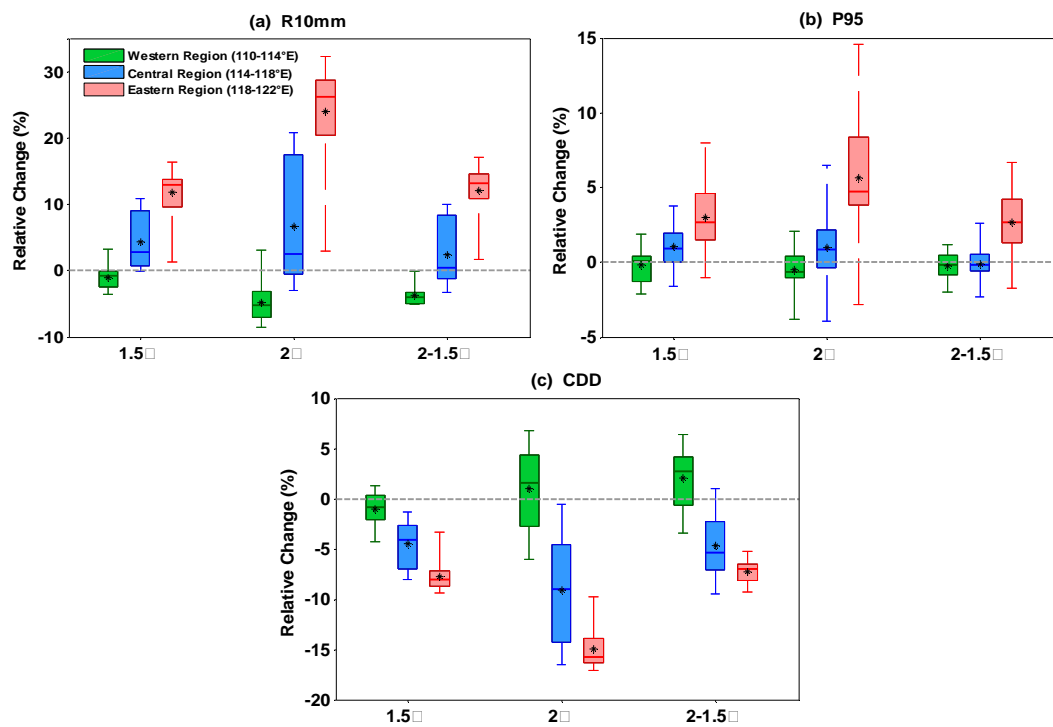 (a) R10mm
Relative Change (%)
30
20
10
0
-10
Western Region (110-114°E)
Central Region (114-118°E)
Eastern Region (118-122°E)
1.5□
2□
2-1.5□
(b) P95
Relative Change (%)
15
10
5
0
-5
1.5□
2□
2-1.5□
(c) CDD
Relative Change (%)
10
5
0
-5
-10
-15
-20
1.5□
2□
2-1.5□